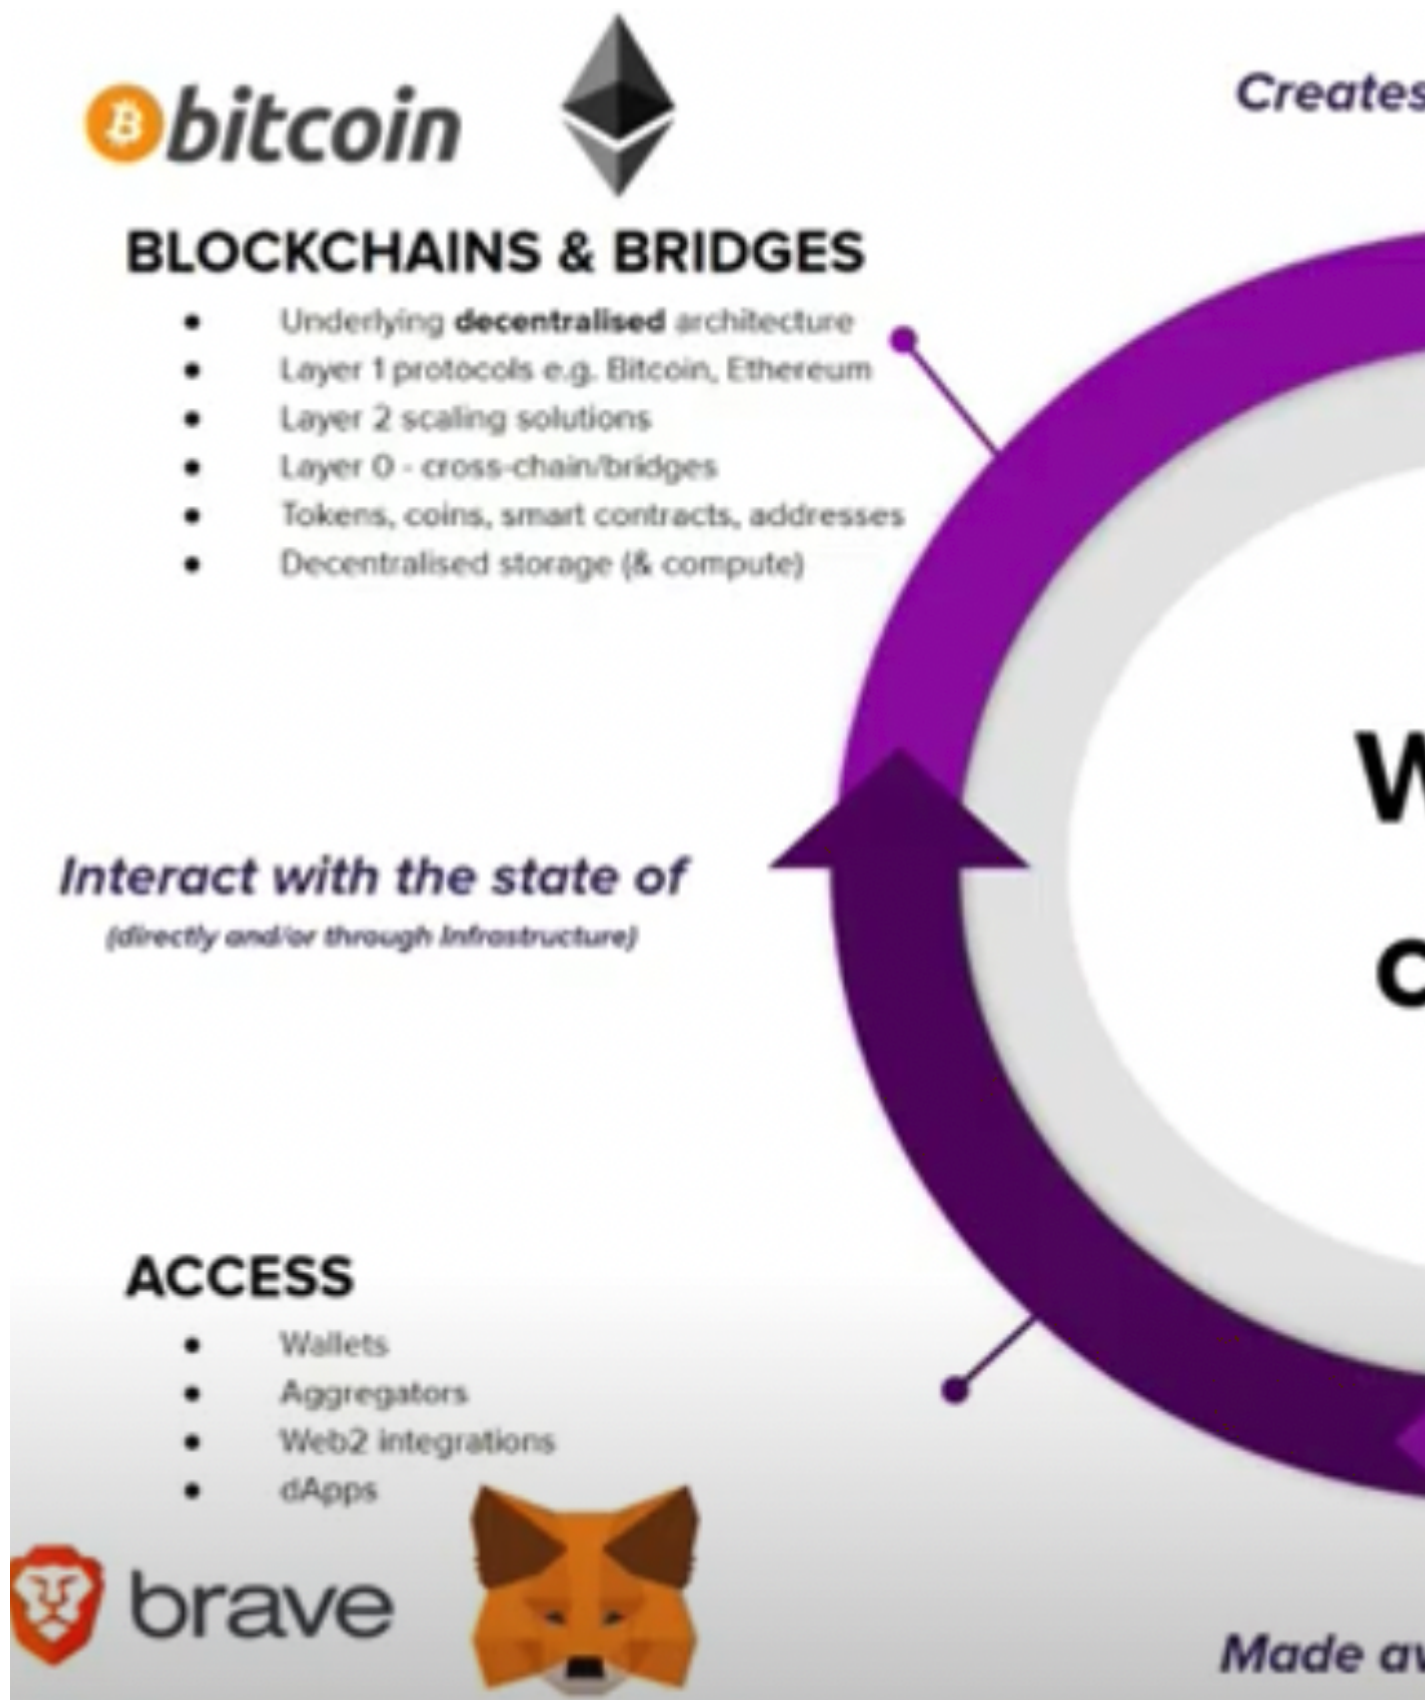 bitcoin
Creates
BLOCKCHAINS & BRIDGES
● Underlying decentralised architecture
● Layer 1 protocols e.g. Bitcoin, Ethereum
● Layer 2 scaling solutions
● Layer 0 - cross-chain/bridges
● Tokens, coins, smart contracts, addresses
● Decentralised storage (& compute)
W
Interact with the state of
(directly and/or through Infrastructure)
ACCESS
● Wallets
● Aggregators
● Web2 integrations
● dApps
brave
Made av